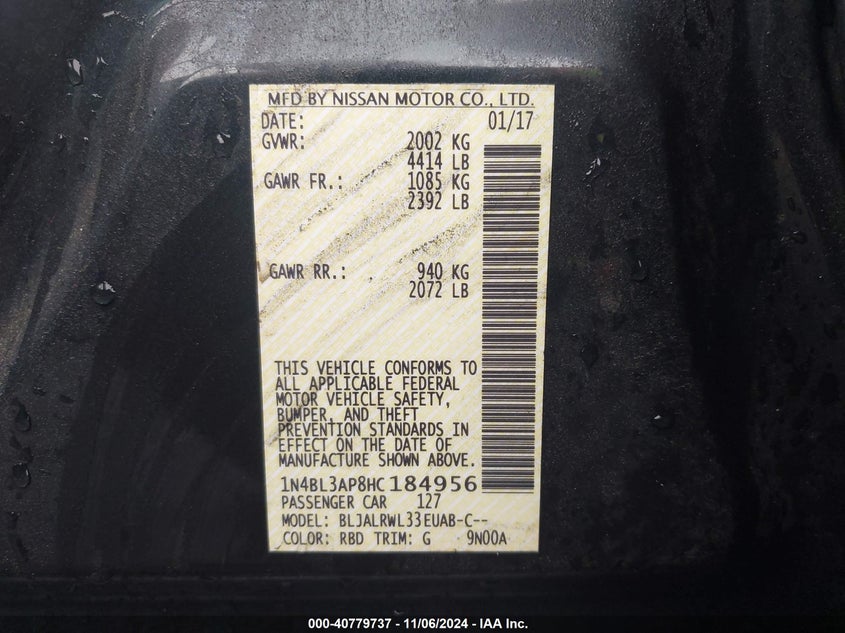 MFD BY NISSAN MOTOR CO., LTD.
DATE: 01/17
GVWR: 2002 KG
4414 LB
GAWR FR.: 1085 KG
2392 LB
GAWR RR.: 940 KG
2072 LB
THIS VEHICLE CONFORMS TO
ALL APPLICABLE FEDERAL
MOTOR VEHICLE SAFETY,
BUMPER, AND THEFT
PREVENTION STANDARDS IN
EFFECT ON THE DATE OF
MANUFACTURE SHOWN ABOVE.
1N4BL3AP8HC184956
PASSENGER CAR 127
MODEL: BLJALRWL33EUAB-C--
COLOR: RBD TRIM: G 9N00A
000-40779737 - 11/06/2024 - IAA Inc.